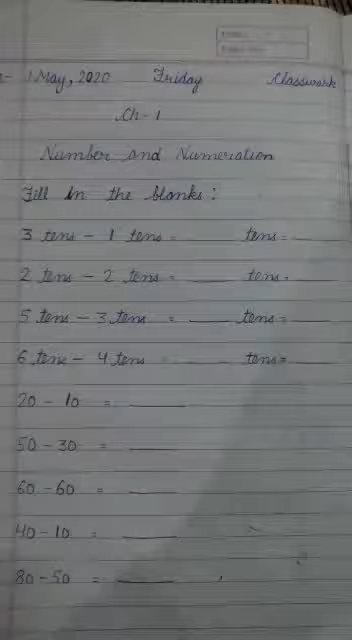 1 May, 2020 Friday Classwork
Ch-1
Number and Numeration
Fill in the blanks:
3 tens - 1 tens = ____ tens = ____
2 tens - 2 tens = ____ tens = ____
5 tens - 3 tens = ____ tens = ____
6 tens - 4 tens = ____ tens = ____
20 - 10 = ____
50 - 30 = ____
60 - 60 = ____
40 - 10 = ____
80 - 50 = ____